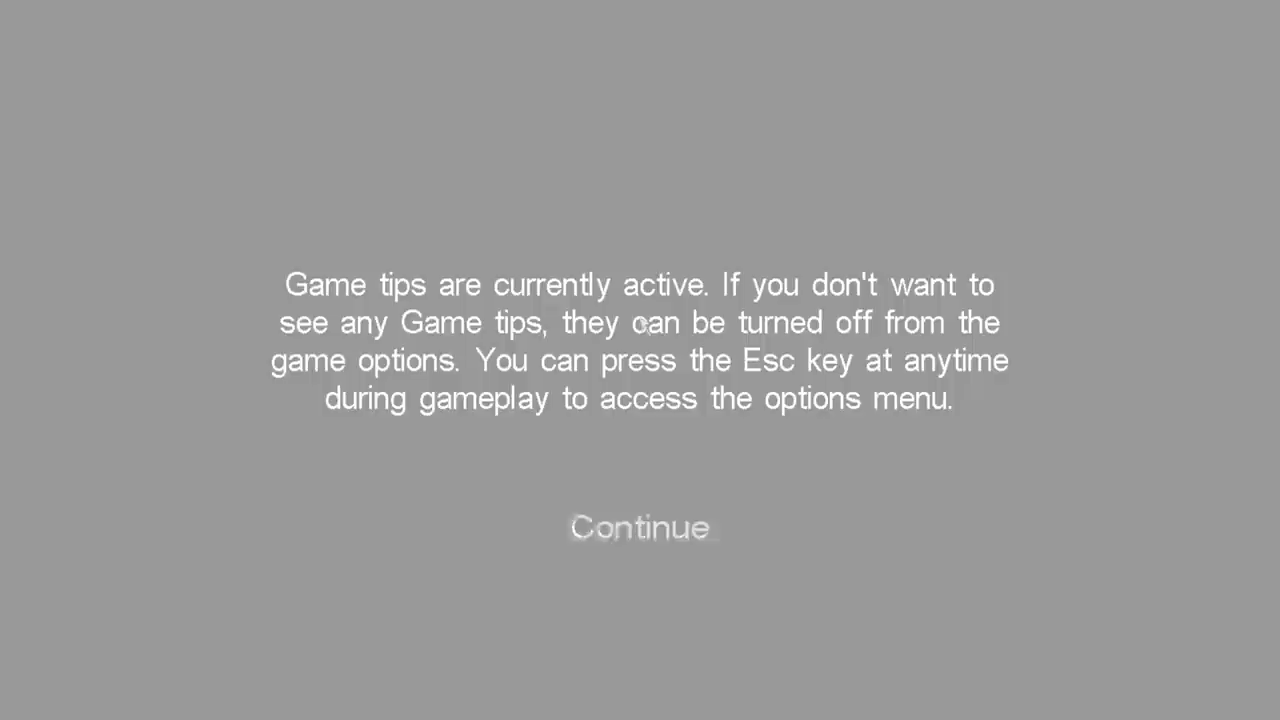 Game tips are currently active. If you don't want to
see any Game tips, they can be turned off from the
game options. You can press the Esc key at anytime
during gameplay to access the options menu.
Continue